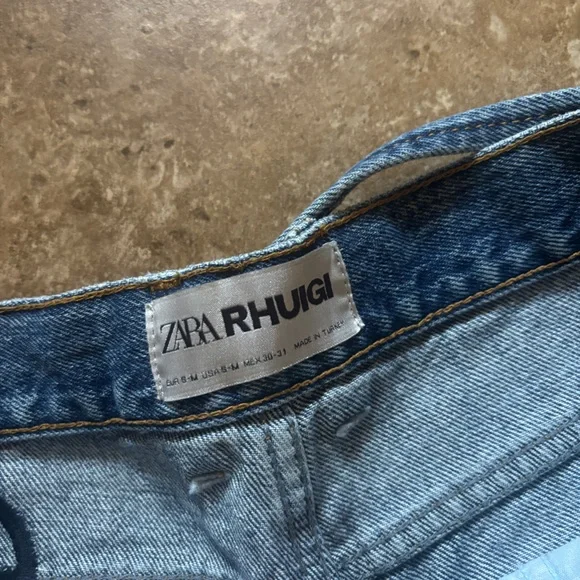 ZARA RHUIGI
EUR S-M USA S-M MEX 30-31 MADE IN TURKEY